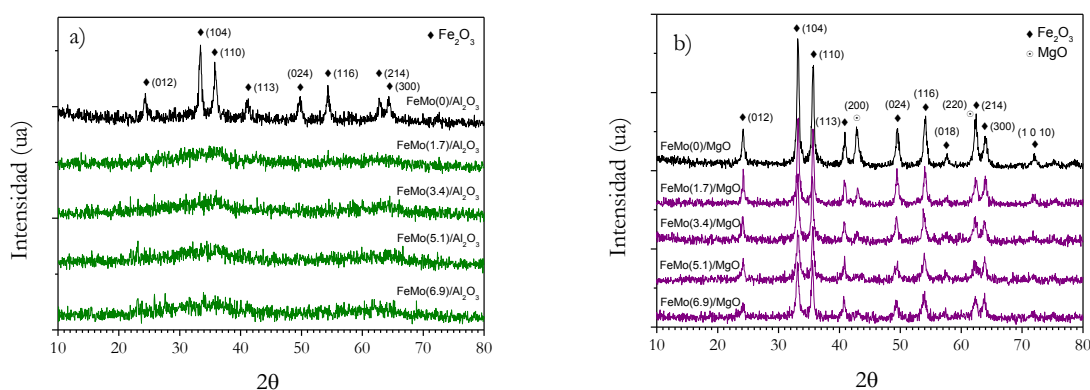 a)
◆ Fe₂O₃
(104)
(110)
(012)
(113)
(024)
(116)
(214)
(300)
FeMo(0)/Al₂O₃
FeMo(1.7)/Al₂O₃
FeMo(3.4)/Al₂O₃
FeMo(5.1)/Al₂O₃
FeMo(6.9)/Al₂O₃
Intensidad (ua)
10 20 30 40 50 60 70 80
2θ
b)
◆ Fe₂O₃
☉ MgO
(104)
(110)
(012)
(113)
(200)
(024)
(116)
(018)
(220)
(214)
(300)
(1 0 10)
FeMo(0)/MgO
FeMo(1.7)/MgO
FeMo(3.4)/MgO
FeMo(5.1)/MgO
FeMo(6.9)/MgO
Intensidad (ua)
10 20 30 40 50 60 70 80
2θ